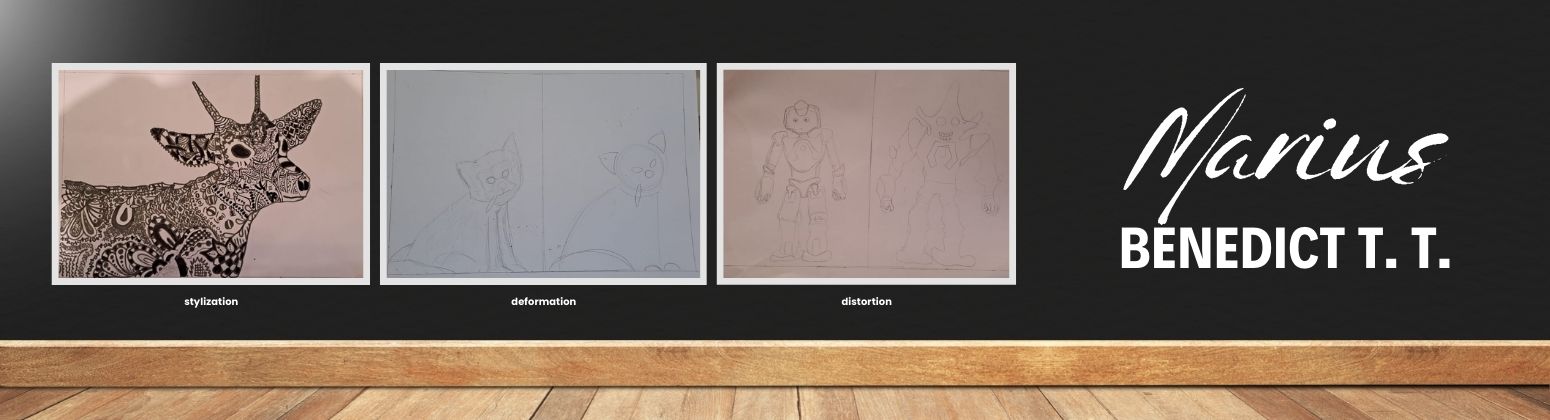 stylization
deformation
distortion
Marius
BENEDICT T. T.